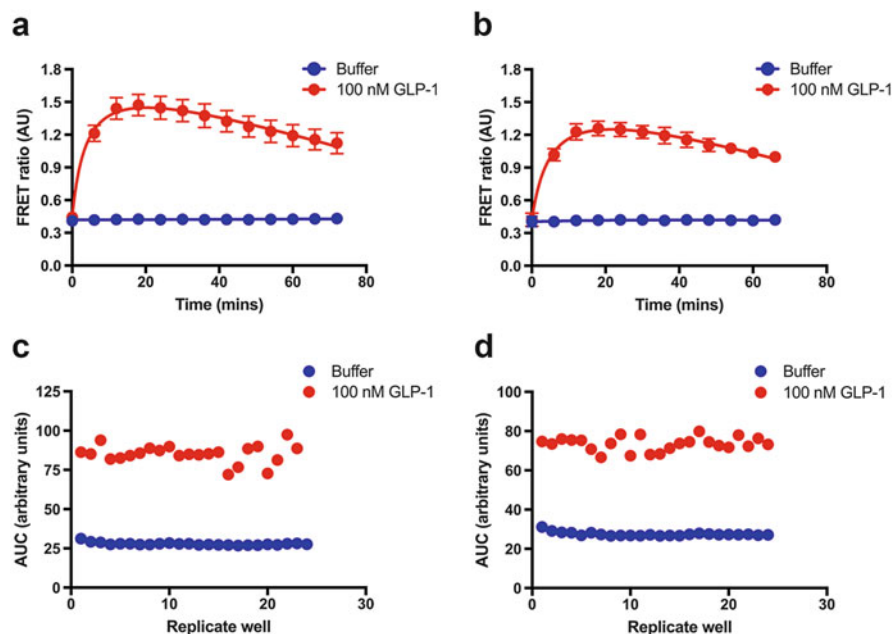 a
FRET ratio (AU)
1.8
1.5
1.2
0.9
0.6
0.3
0.0
0 20 40 60 80
Time (mins)
Buffer
100 nM GLP-1
b
FRET ratio (AU)
1.8
1.5
1.2
0.9
0.6
0.3
0.0
0 20 40 60 80
Time (mins)
Buffer
100 nM GLP-1
c
AUC (arbitrary units)
125
100
75
50
25
0
0 10 20 30
Replicate well
Buffer
100 nM GLP-1
d
AUC (arbitrary units)
100
80
60
40
20
0
0 10 20 30
Replicate well
Buffer
100 nM GLP-1